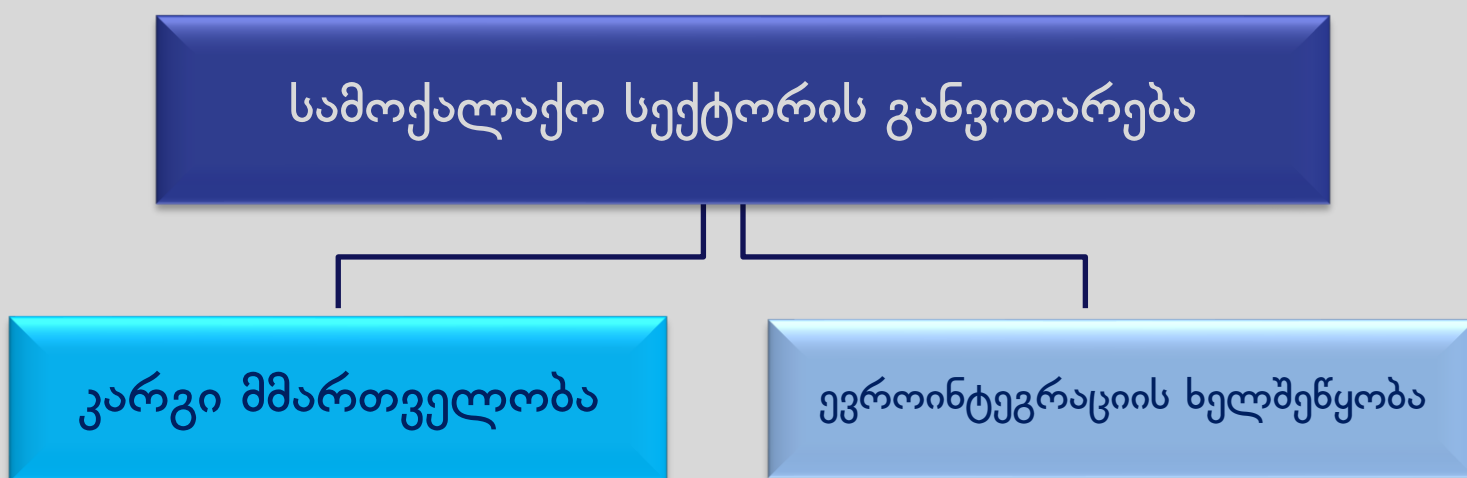 სამოქალაქო სექტორის განვითარება
კარგი მმართველობა
ევროინტეგრაციის ხელშეწყობა